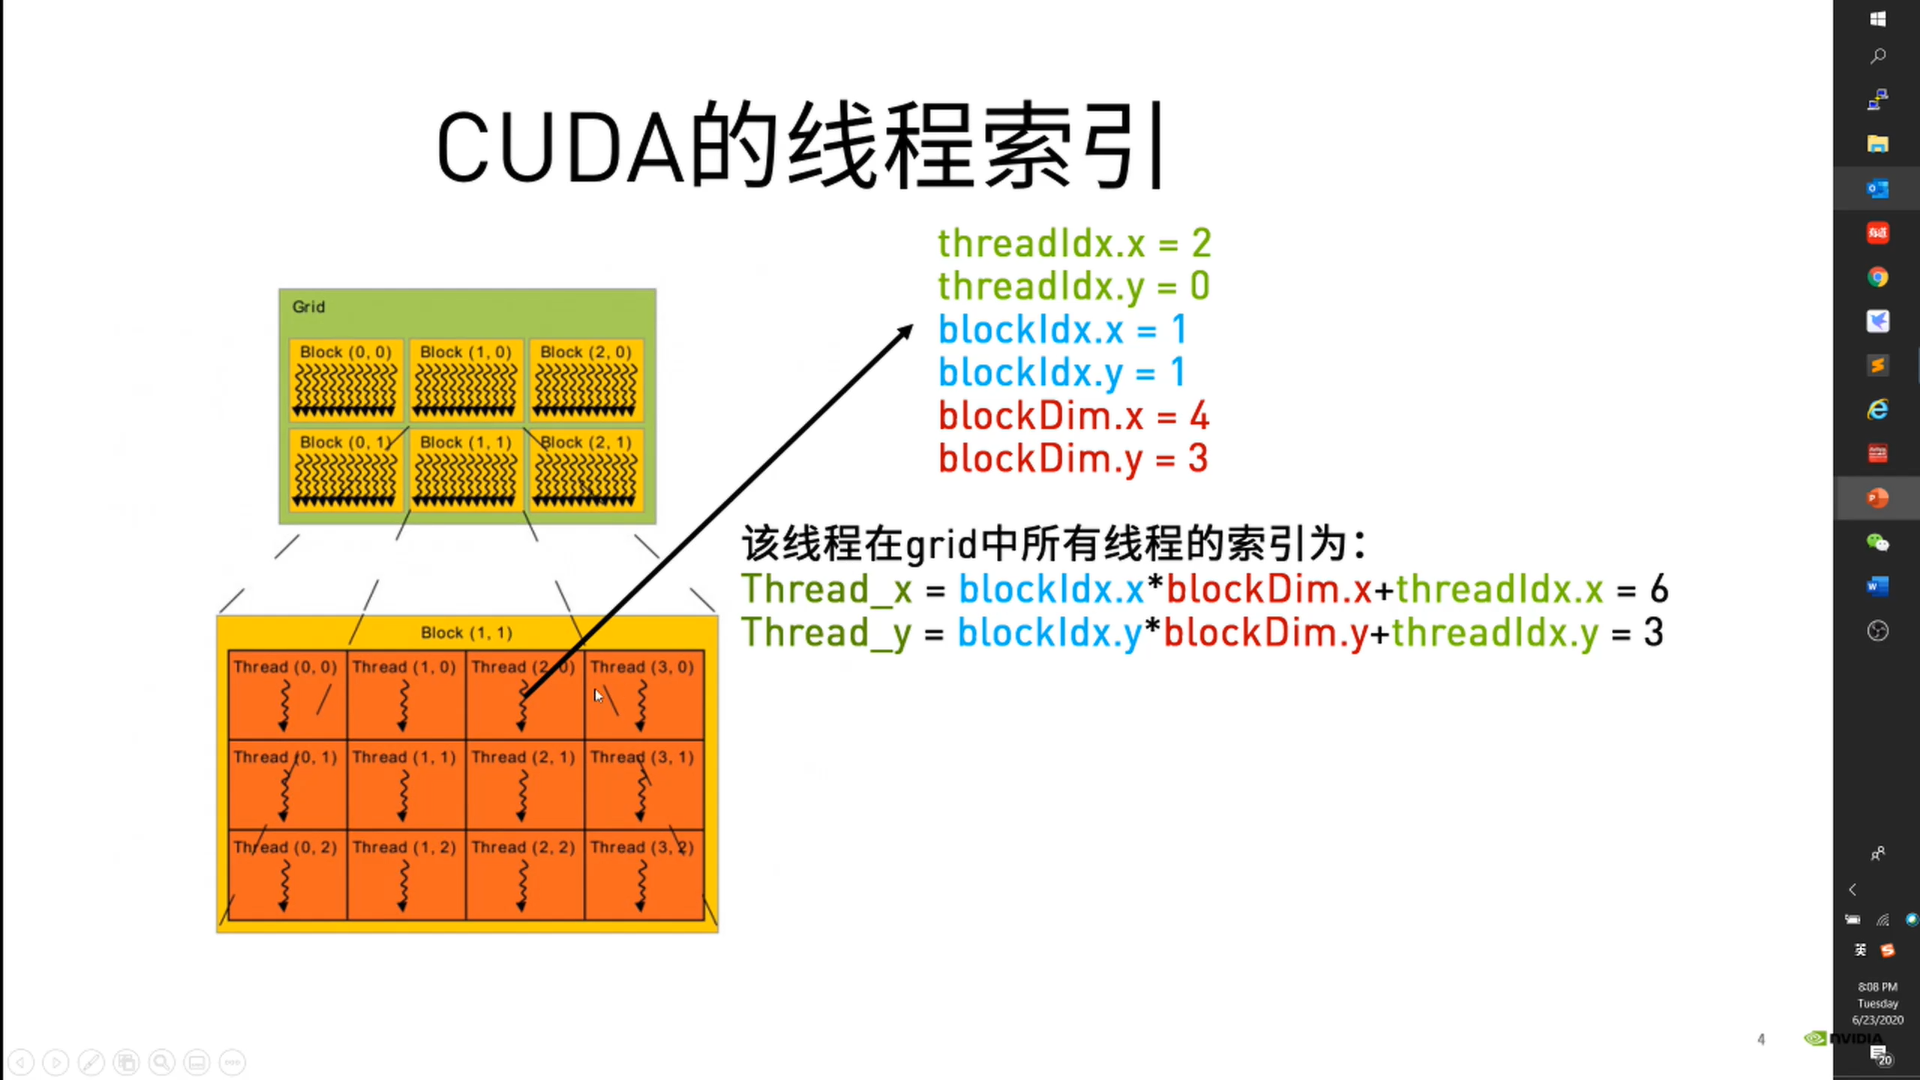 CUDA的线程索引
threadIdx.x = 2
threadIdx.y = 0
blockIdx.x = 1
blockIdx.y = 1
blockDim.x = 4
blockDim.y = 3
Grid
Block (0, 0) Block (1, 0) Block (2, 0)
Block (0, 1) Block (1, 1) Block (2, 1)
该线程在grid中所有线程的索引为：
Thread_x = blockIdx.x*blockDim.x+threadIdx.x = 6
Thread_y = blockIdx.y*blockDim.y+threadIdx.y = 3
Block (1, 1)
Thread (0, 0) Thread (1, 0) Thread (2, 0) Thread (3, 0)
Thread (0, 1) Thread (1, 1) Thread (2, 1) Thread (3, 1)
Thread (0, 2) Thread (1, 2) Thread (2, 2) Thread (3, 2)
4
NVIDIA
英
8:08 PM
Tuesday
6/23/2020
20